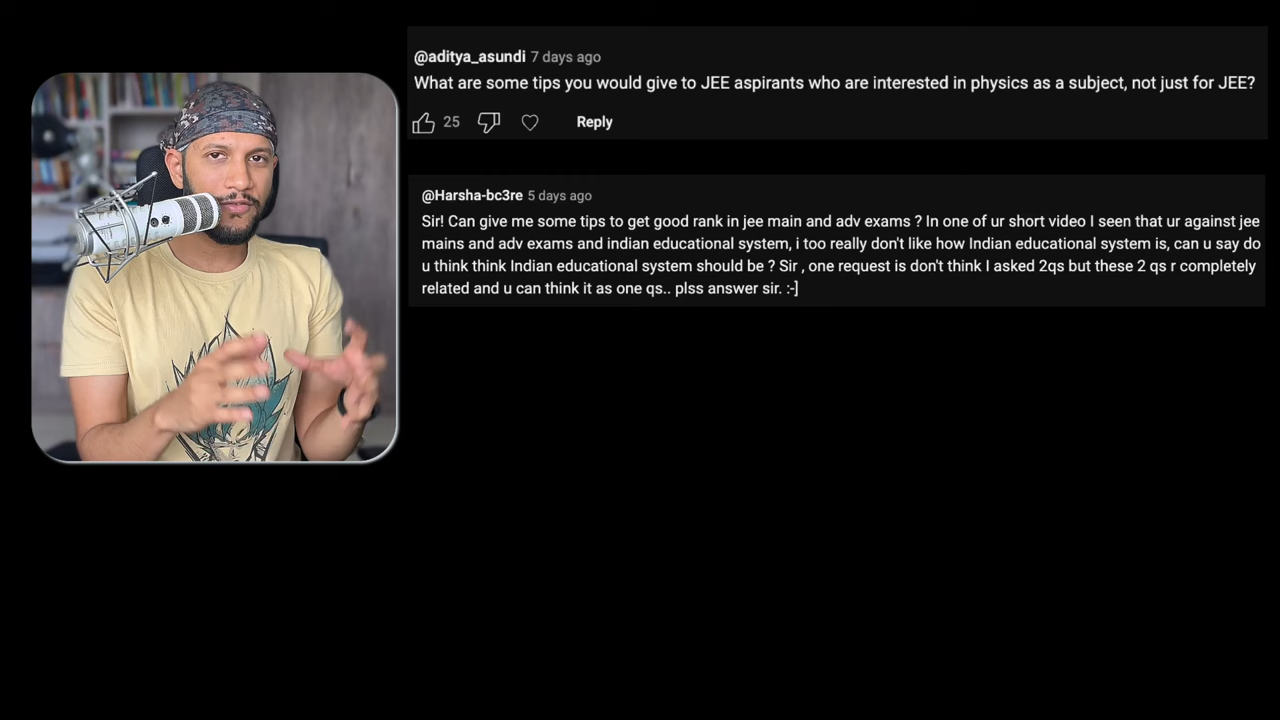 @aditya_asundi 7 days ago
What are some tips you would give to JEE aspirants who are interested in physics as a subject, not just for JEE?
25 Reply
@Harsha-bc3re 5 days ago
Sir! Can give me some tips to get good rank in jee main and adv exams ? In one of ur short video I seen that ur against jee
mains and adv exams and indian educational system, i too really don't like how Indian educational system is, can u say do
u think think Indian educational system should be ? Sir , one request is don't think I asked 2qs but these 2 qs r completely
related and u can think it as one qs.. plss answer sir. :-]